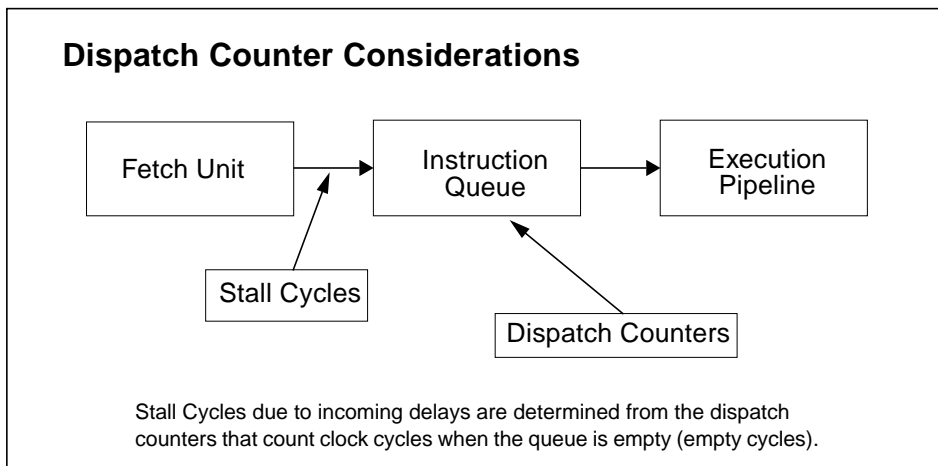 Dispatch Counter Considerations
Fetch Unit
Instruction
Queue
Execution
Pipeline
Stall Cycles
Dispatch Counters
Stall Cycles due to incoming delays are determined from the dispatch
counters that count clock cycles when the queue is empty (empty cycles).